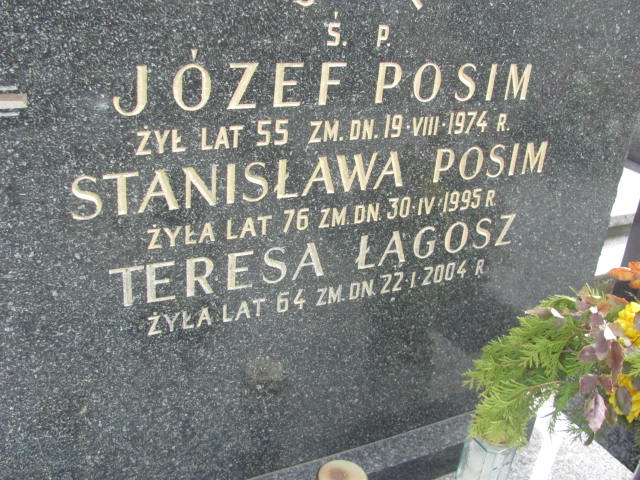 Ś. P.
JÓZEF POSIM
ŻYŁ LAT 55 ZM. DN. 19·VIII·1974 R.
STANISŁAWA POSIM
ŻYŁA LAT 76 ZM DN. 30·IV·1995 R
TERESA ŁAGOSZ
ŻYŁA LAT 64 ZM. DN. 22·I·2004 R.